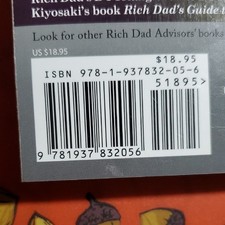 Kiyosaki's book Rich Dad's Guide t
Look for other Rich Dad Advisors' books
US $18.95
$18.95
ISBN 978-1-937832-05-6
51895>
9 781937 832056